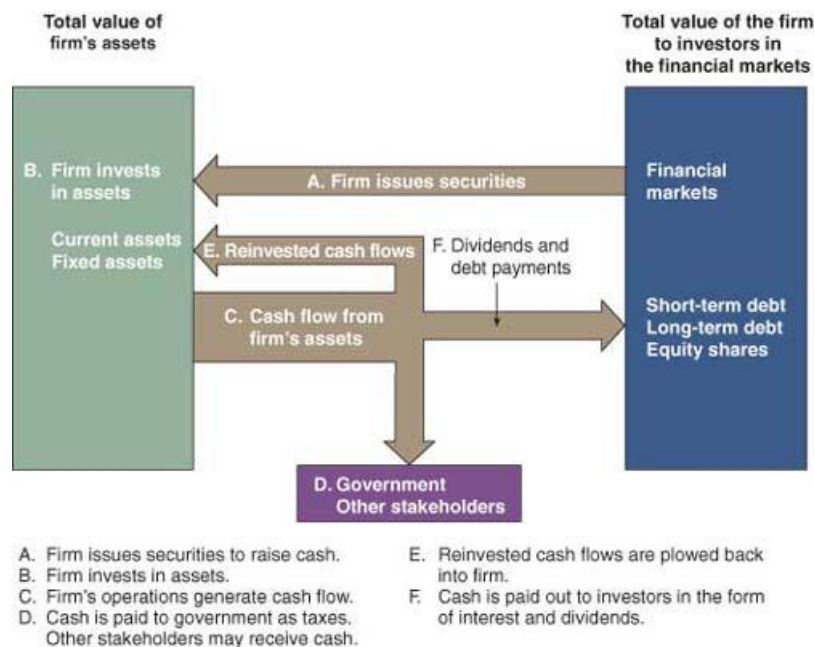 Total value of
firm's assets
Total value of the firm
to investors in
the financial markets
B. Firm invests
in assets
Current assets
Fixed assets
A. Firm issues securities
Financial
markets
E. Reinvested cash flows
F. Dividends and
debt payments
C. Cash flow from
firm's assets
Short-term debt
Long-term debt
Equity shares
D. Government
Other stakeholders
A. Firm issues securities to raise cash.
B. Firm invests in assets.
C. Firm's operations generate cash flow.
D. Cash is paid to government as taxes.
Other stakeholders may receive cash.
E. Reinvested cash flows are plowed back
into firm.
F. Cash is paid out to investors in the form
of interest and dividends.